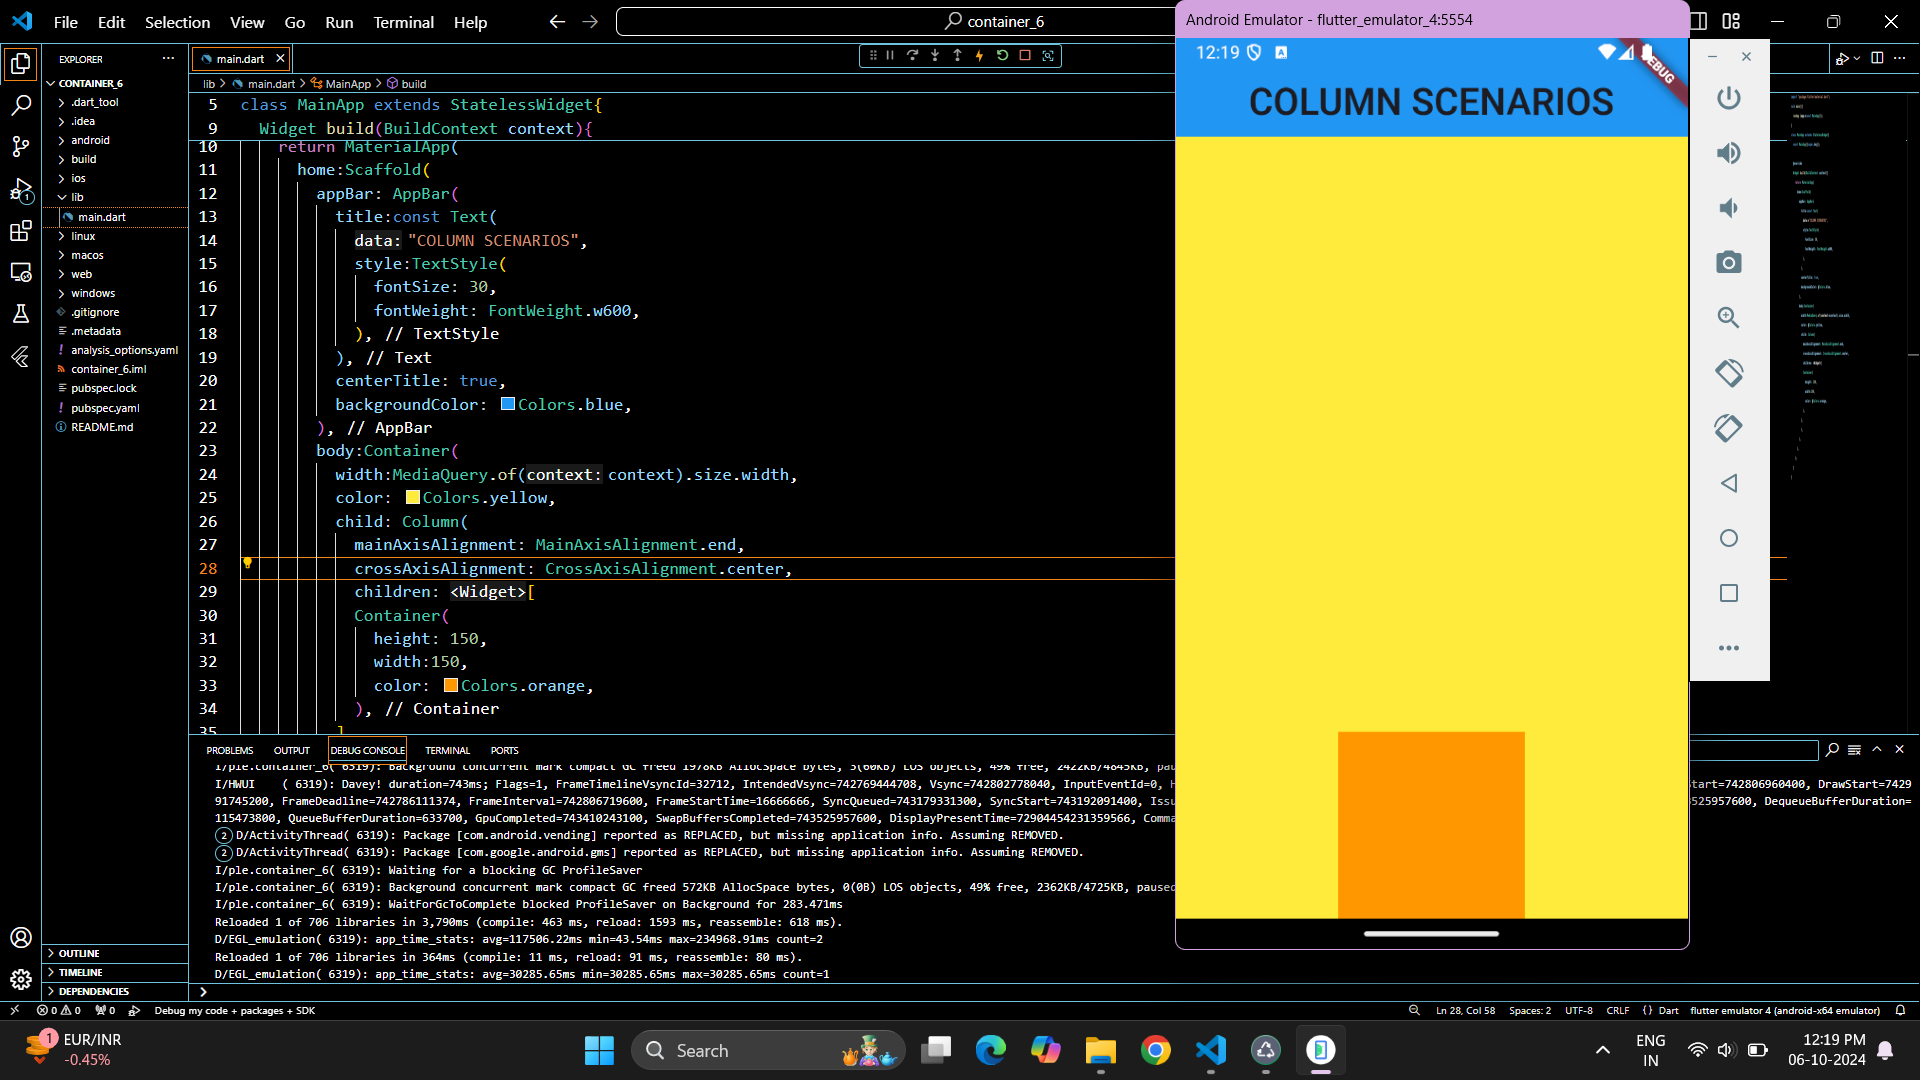 File Edit Selection View Go Run Terminal Help
container_6
Android Emulator - flutter_emulator_4:5554
EXPLORER
CONTAINER_6
.dart_tool
.idea
android
build
ios
lib
main.dart
linux
macos
web
windows
.gitignore
.metadata
analysis_options.yaml
container_6.iml
pubspec.lock
pubspec.yaml
README.md
OUTLINE
TIMELINE
DEPENDENCIES
main.dart
lib > main.dart > MainApp > build
5 class MainApp extends StatelessWidget{
9 Widget build(BuildContext context){
10 return MaterialApp(
11 home:Scaffold(
12 appBar: AppBar(
13 title:const Text(
14 data: "COLUMN SCENARIOS",
15 style:TextStyle(
16 fontSize: 30,
17 fontWeight: FontWeight.w600,
18 ), // TextStyle
19 ), // Text
20 centerTitle: true,
21 backgroundColor: Colors.blue,
22 ), // AppBar
23 body:Container(
24 width:MediaQuery.of(context: context).size.width,
25 color: Colors.yellow,
26 child: Column(
27 mainAxisAlignment: MainAxisAlignment.end,
28 crossAxisAlignment: CrossAxisAlignment.center,
29 children: <Widget>[
30 Container(
31 height: 150,
32 width:150,
33 color: Colors.orange,
34 ), // Container
35 ]
12:19
DEBUG
COLUMN SCENARIOS
PROBLEMS OUTPUT DEBUG CONSOLE TERMINAL PORTS
I/ple.container_6( 6319): Background concurrent mark compact GC freed 1978KB AllocSpace bytes, 3(60KB) LOS objects, 49% free, 2422KB/4845KB, pau
I/HWUI ( 6319): Davey! duration=743ms; Flags=1, FrameTimelineVsyncId=32712, IntendedVsync=742769444708, Vsync=742802778040, InputEventId=0, H tart=742806960400, DrawStart=7429
91745200, FrameDeadline=742786111374, FrameInterval=742806719600, FrameStartTime=16666666, SyncQueued=743179331300, SyncStart=743192091400, Issu 525957600, DequeueBufferDuration=
115473800, QueueBufferDuration=633700, GpuCompleted=743410243100, SwapBuffersCompleted=743525957600, DisplayPresentTime=72904454231359566, Comma
2 D/ActivityThread( 6319): Package [com.android.vending] reported as REPLACED, but missing application info. Assuming REMOVED.
2 D/ActivityThread( 6319): Package [com.google.android.gms] reported as REPLACED, but missing application info. Assuming REMOVED.
I/ple.container_6( 6319): Waiting for a blocking GC ProfileSaver
I/ple.container_6( 6319): Background concurrent mark compact GC freed 572KB AllocSpace bytes, 0(0B) LOS objects, 49% free, 2362KB/4725KB, paused
I/ple.container_6( 6319): WaitForGcToComplete blocked ProfileSaver on Background for 283.471ms
Reloaded 1 of 706 libraries in 3,790ms (compile: 463 ms, reload: 1593 ms, reassemble: 618 ms).
D/EGL_emulation( 6319): app_time_stats: avg=117506.22ms min=43.54ms max=234968.91ms count=2
Reloaded 1 of 706 libraries in 364ms (compile: 11 ms, reload: 91 ms, reassemble: 80 ms).
D/EGL_emulation( 6319): app_time_stats: avg=30285.65ms min=30285.65ms max=30285.65ms count=1
0 0 0 Debug my code + packages + SDK
Ln 28, Col 58 Spaces: 2 UTF-8 CRLF {} Dart flutter emulator 4 (android-x64 emulator)
1
EUR/INR
-0.45%
Search
ENG
IN
12:19 PM
06-10-2024